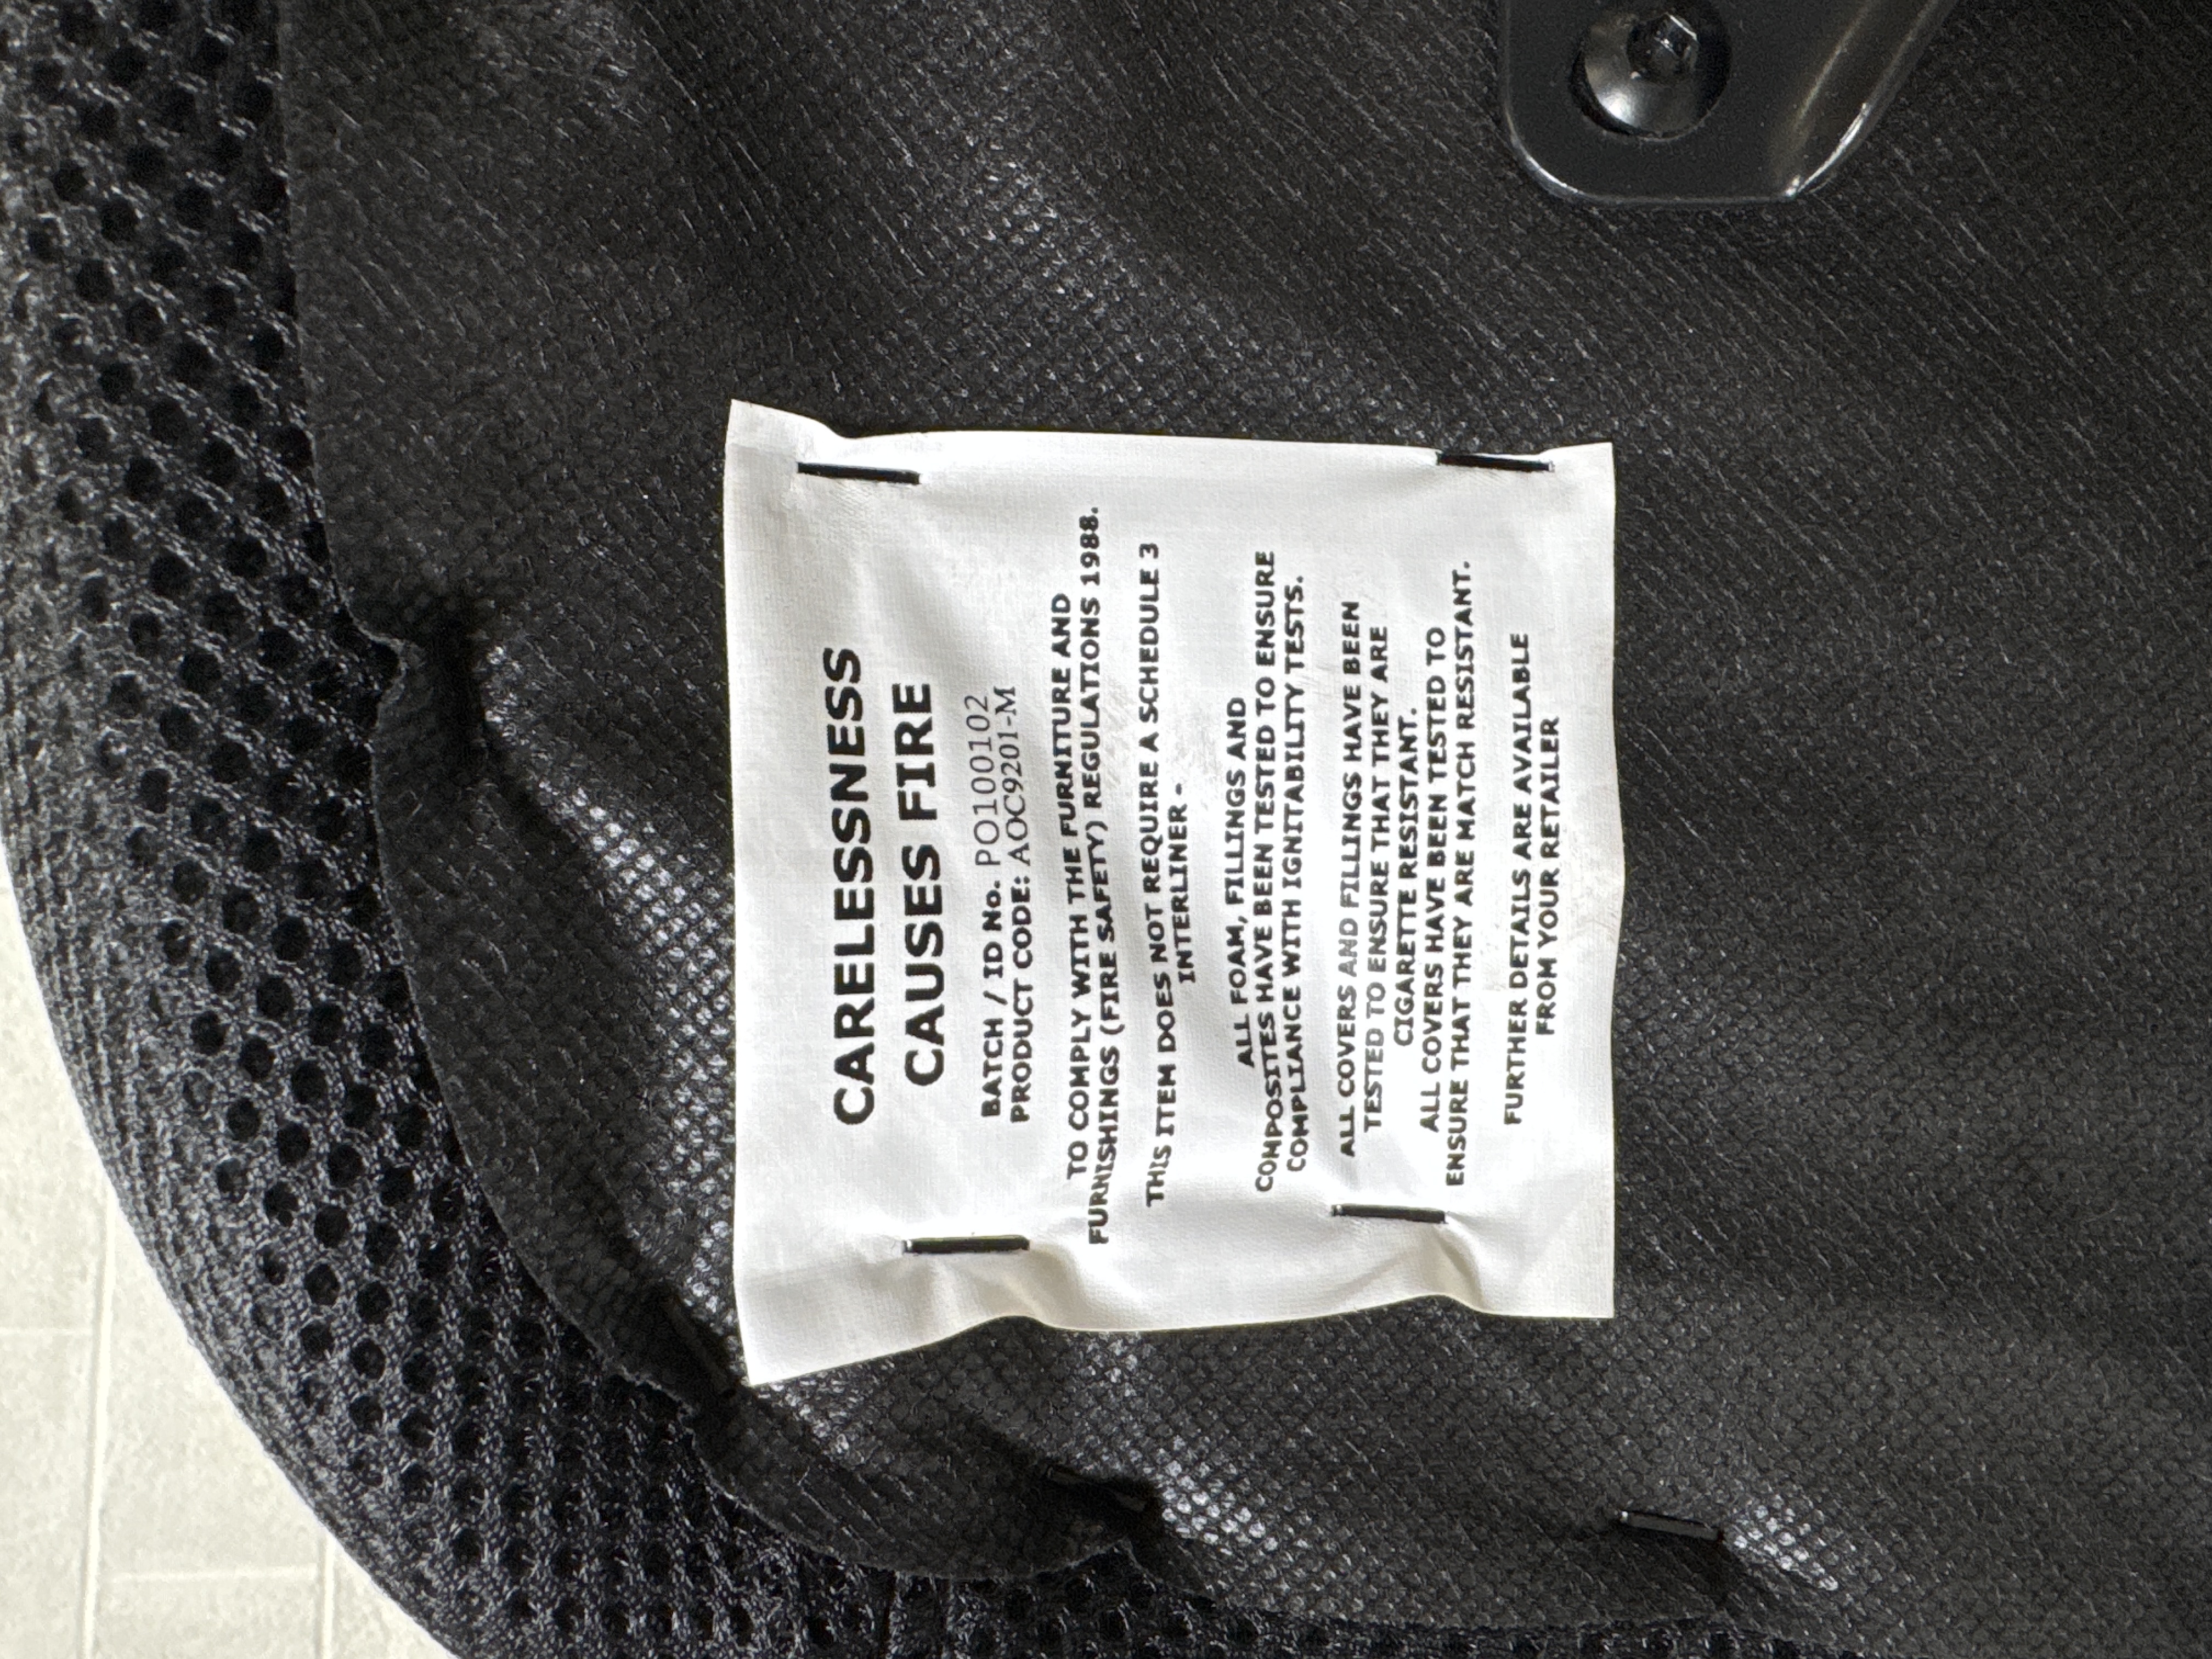 CARELESSNESS
CAUSES FIRE
BATCH / ID No. PO100102
PRODUCT CODE: AOC9201-M
TO COMPLY WITH THE FURNITURE AND
FURNISHINGS (FIRE SAFETY) REGULATIONS 1988.
THIS ITEM DOES NOT REQUIRE A SCHEDULE 3
INTERLINER -
ALL FOAM, FILLINGS AND
COMPOSITES HAVE BEEN TESTED TO ENSURE
COMPLIANCE WITH IGNITABILITY TESTS.
ALL COVERS AND FILLINGS HAVE BEEN
TESTED TO ENSURE THAT THEY ARE
CIGARETTE RESISTANT.
ALL COVERS HAVE BEEN TESTED TO
ENSURE THAT THEY ARE MATCH RESISTANT.
FURTHER DETAILS ARE AVAILABLE
FROM YOUR RETAILER